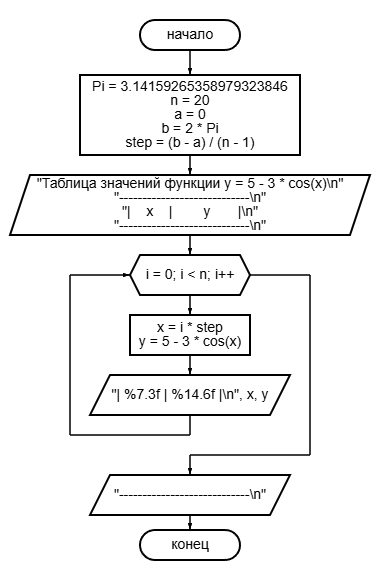 начало
Pi = 3.14159265358979323846
n = 20
a = 0
b = 2 * Pi
step = (b - a) / (n - 1)
"Таблица значений функции y = 5 - 3 * cos(x)\n"
"----------------------------\n"
"|    x    |        y       |\n"
"----------------------------\n"
i = 0; i < n; i++
x = i * step
y = 5 - 3 * cos(x)
"| %7.3f | %14.6f |\n", x, y
"----------------------------\n"
конец